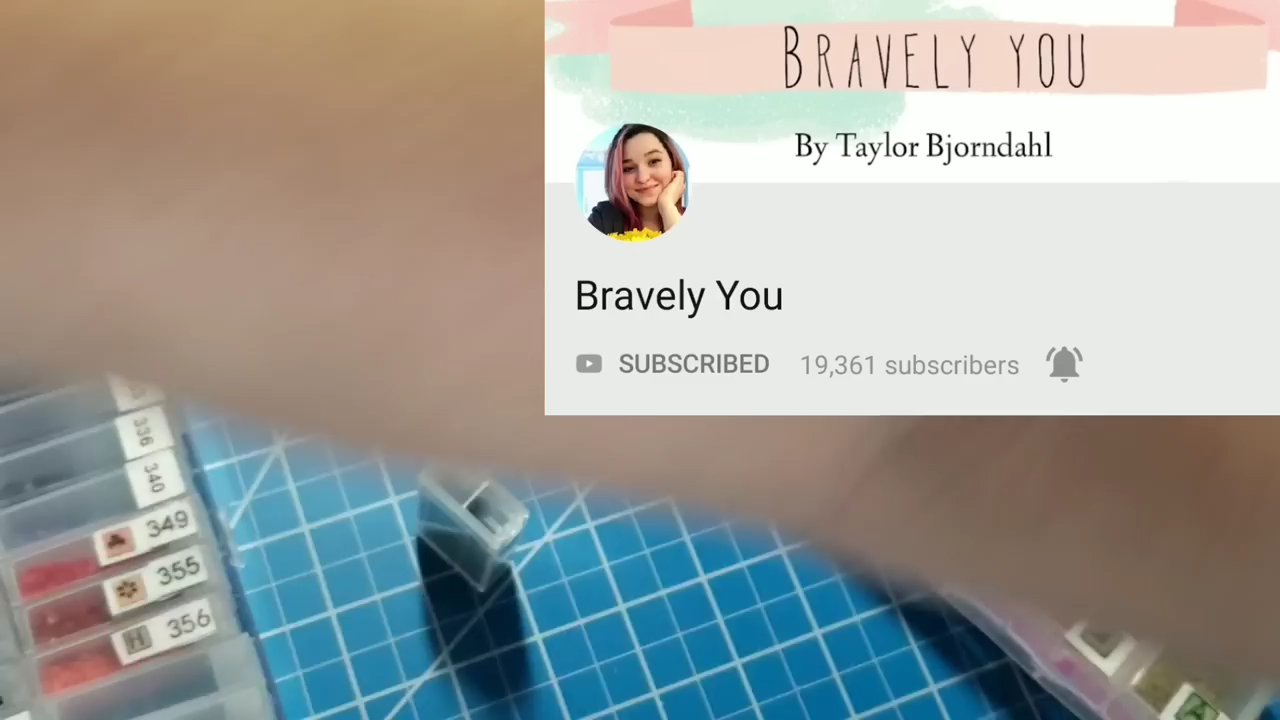 BRAVELY YOU
By Taylor Bjorndahl
Bravely You
SUBSCRIBED 19,361 subscribers
336
340
349
355
H 356